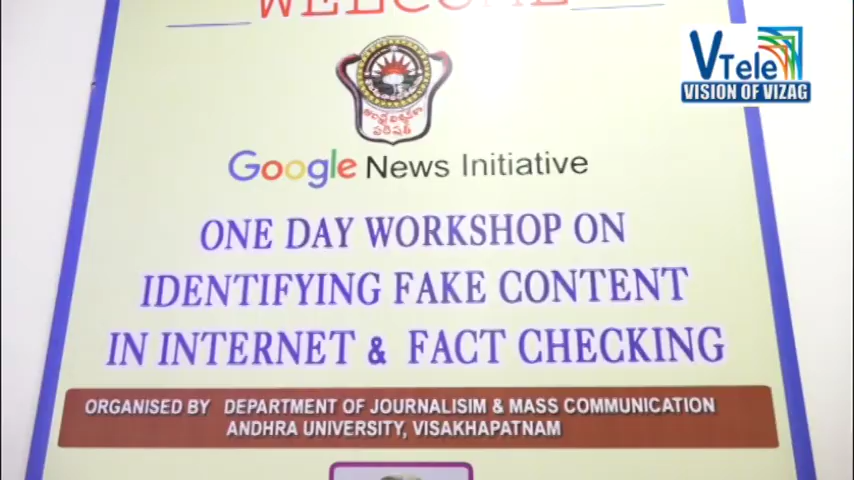 WELCOME
VTele
VISION OF VIZAG
Google News Initiative
ONE DAY WORKSHOP ON
IDENTIFYING FAKE CONTENT
IN INTERNET & FACT CHECKING
ORGANISED BY DEPARTMENT OF JOURNALISIM & MASS COMMUNICATION
ANDHRA UNIVERSITY, VISAKHAPATNAM